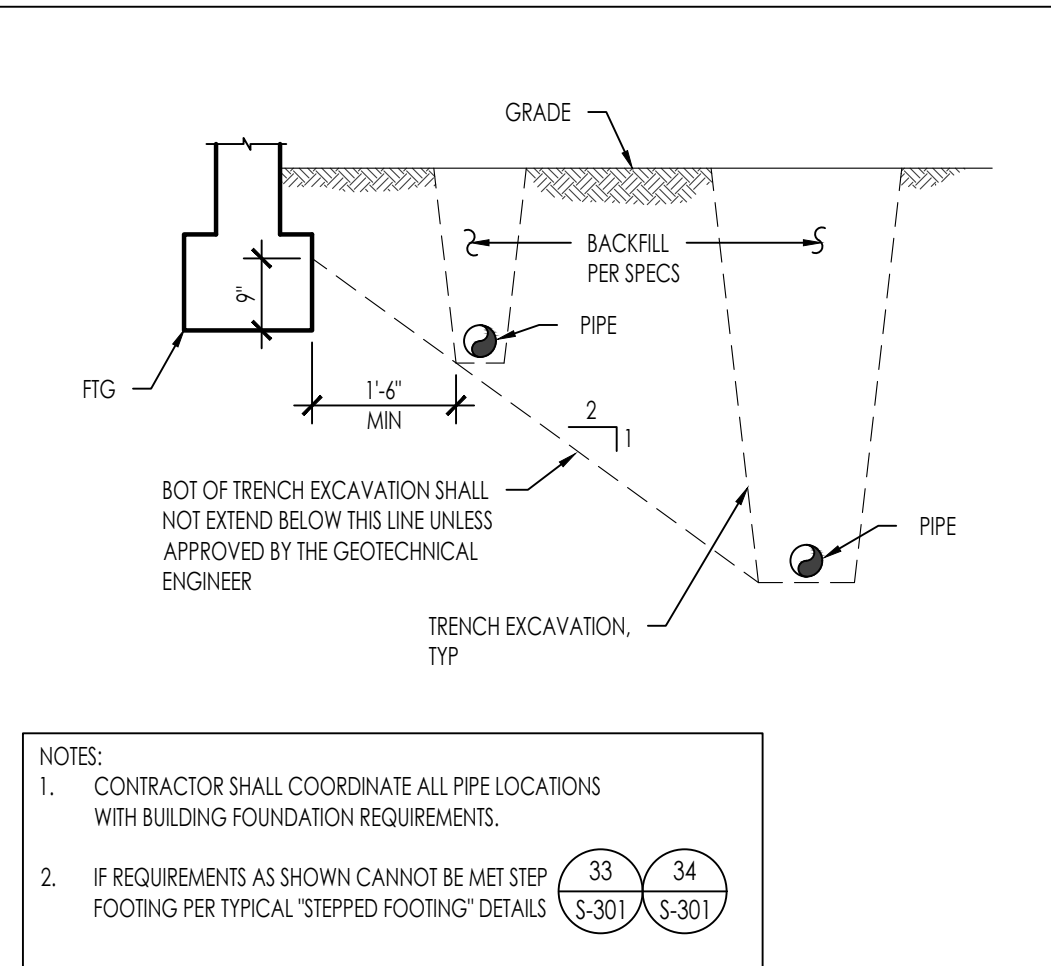 GRADE
BACKFILL
PER SPECS
9"
PIPE
FTG
1'-6"
MIN
2
1
BOT OF TRENCH EXCAVATION SHALL
NOT EXTEND BELOW THIS LINE UNLESS
APPROVED BY THE GEOTECHNICAL
ENGINEER
PIPE
TRENCH EXCAVATION,
TYP
NOTES:
1. CONTRACTOR SHALL COORDINATE ALL PIPE LOCATIONS
WITH BUILDING FOUNDATION REQUIREMENTS.
2. IF REQUIREMENTS AS SHOWN CANNOT BE MET STEP
FOOTING PER TYPICAL "STEPPED FOOTING" DETAILS
33 34
S-301 S-301